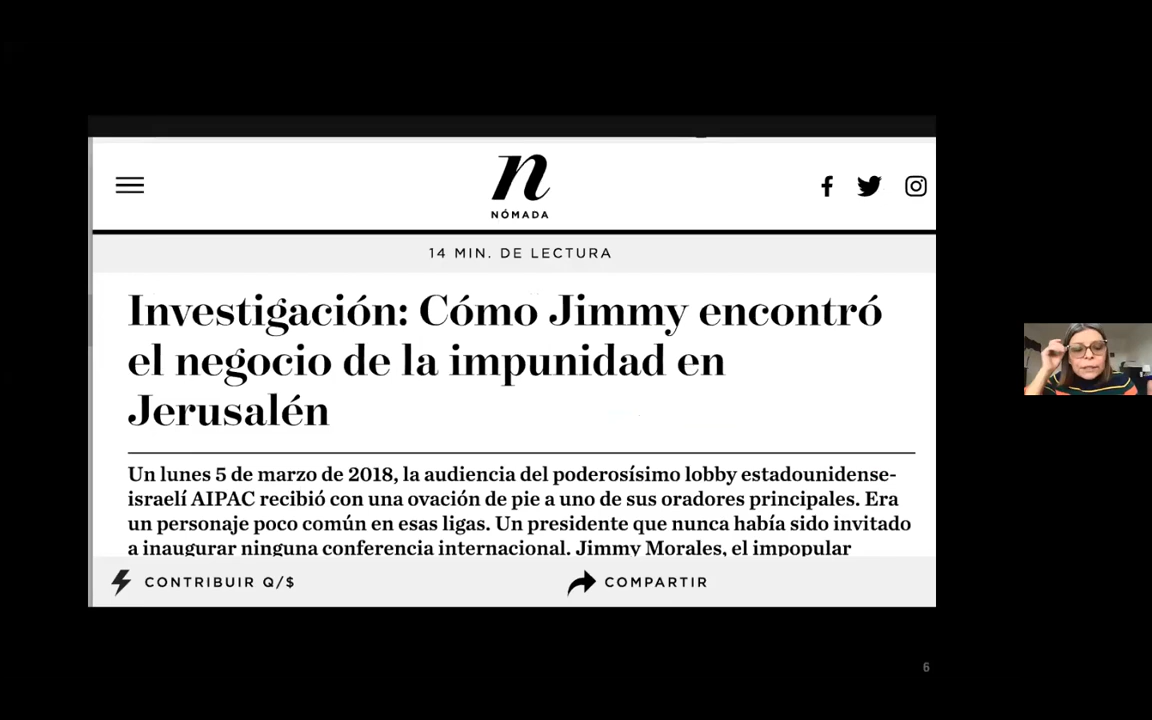 n
NÓMADA
14 MIN. DE LECTURA
Investigación: Cómo Jimmy encontró
el negocio de la impunidad en
Jerusalén
Un lunes 5 de marzo de 2018, la audiencia del poderosísimo lobby estadounidense-
israelí AIPAC recibió con una ovación de pie a uno de sus oradores principales. Era
un personaje poco común en esas ligas. Un presidente que nunca había sido invitado
a inaugurar ninguna conferencia internacional. Jimmy Morales, el impopular
CONTRIBUIR Q/$
COMPARTIR
6